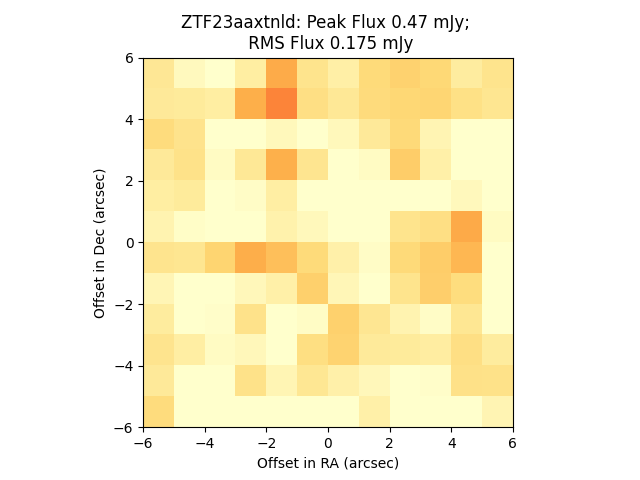 ZTF23aaxtnld: Peak Flux 0.47 mJy;
RMS Flux 0.175 mJy
6
4
2
0
−2
−4
−6
Offset in Dec (arcsec)
−6 −4 −2 0 2 4 6
Offset in RA (arcsec)